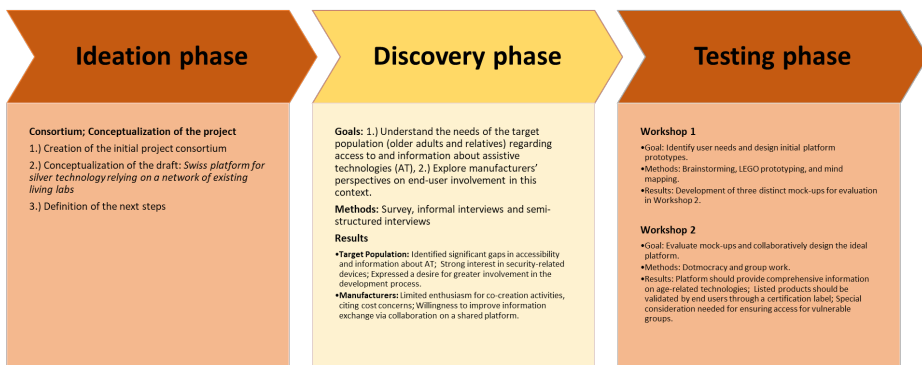 Ideation phase
Consortium; Conceptualization of the project
1.) Creation of the initial project consortium
2.) Conceptualization of the draft: Swiss platform for
silver technology relying on a network of existing
living labs
3.) Definition of the next steps
Discovery phase
Goals: 1.) Understand the needs of the target
population (older adults and relatives) regarding
access to and information about assistive
technologies (AT), 2.) Explore manufacturers'
perspectives on end-user involvement in this
context.
Methods: Survey, informal interviews and semi-
structured interviews
Results
•Target Population: Identified significant gaps in accessibility
and information about AT; Strong interest in security-related
devices; Expressed a desire for greater involvement in the
development process.
•Manufacturers: Limited enthusiasm for co-creation activities,
citing cost concerns; Willingness to improve information
exchange via collaboration on a shared platform.
Testing phase
Workshop 1
•Goal: Identify user needs and design initial platform
prototypes.
•Methods: Brainstorming, LEGO prototyping, and mind
mapping.
•Results: Development of three distinct mock-ups for evaluation
in Workshop 2.
Workshop 2
•Goal: Evaluate mock-ups and collaboratively design the ideal
platform.
•Methods: Dotmocracy and group work.
•Results: Platform should provide comprehensive information
on age-related technologies; Listed products should be
validated by end users through a certification label; Special
consideration needed for ensuring access for vulnerable
groups.